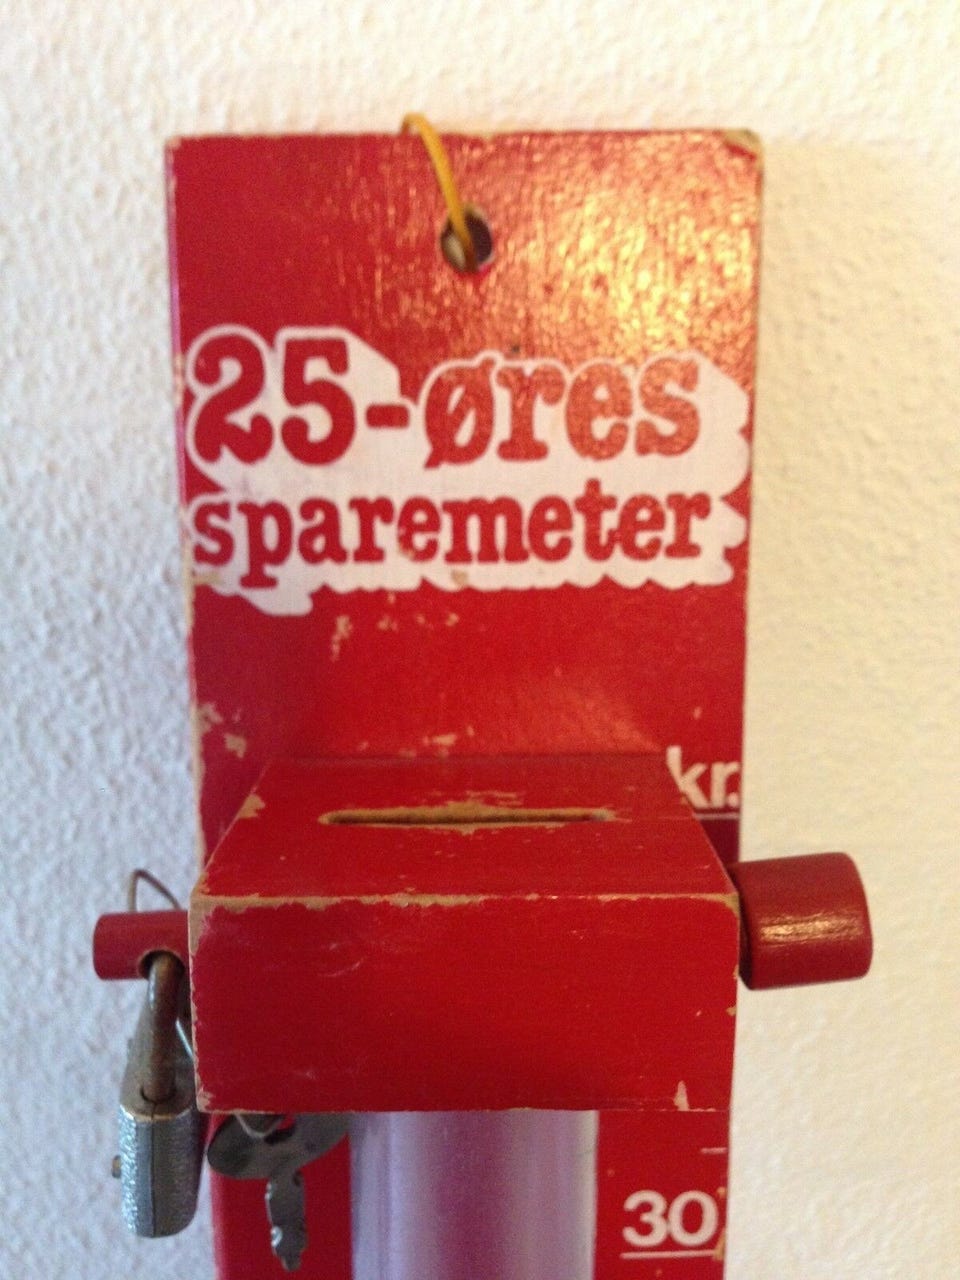 25-øres
sparemeter
kr.
30